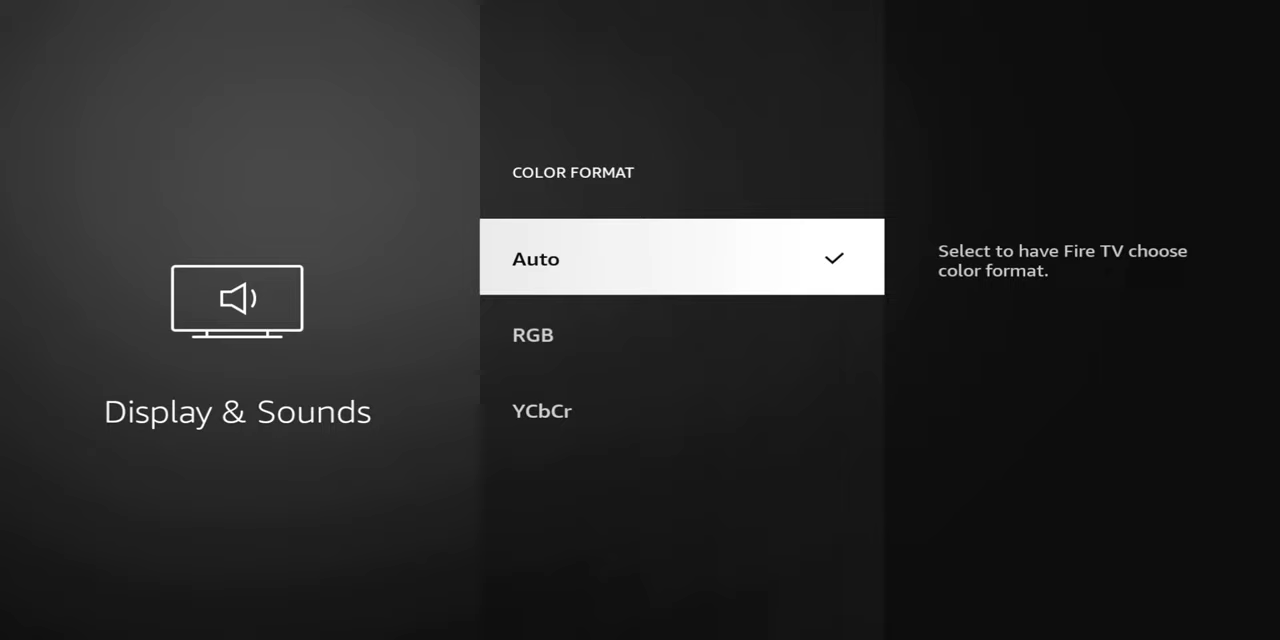 COLOR FORMAT
Auto
Select to have Fire TV choose
color format.
RGB
Display & Sounds
YCbCr